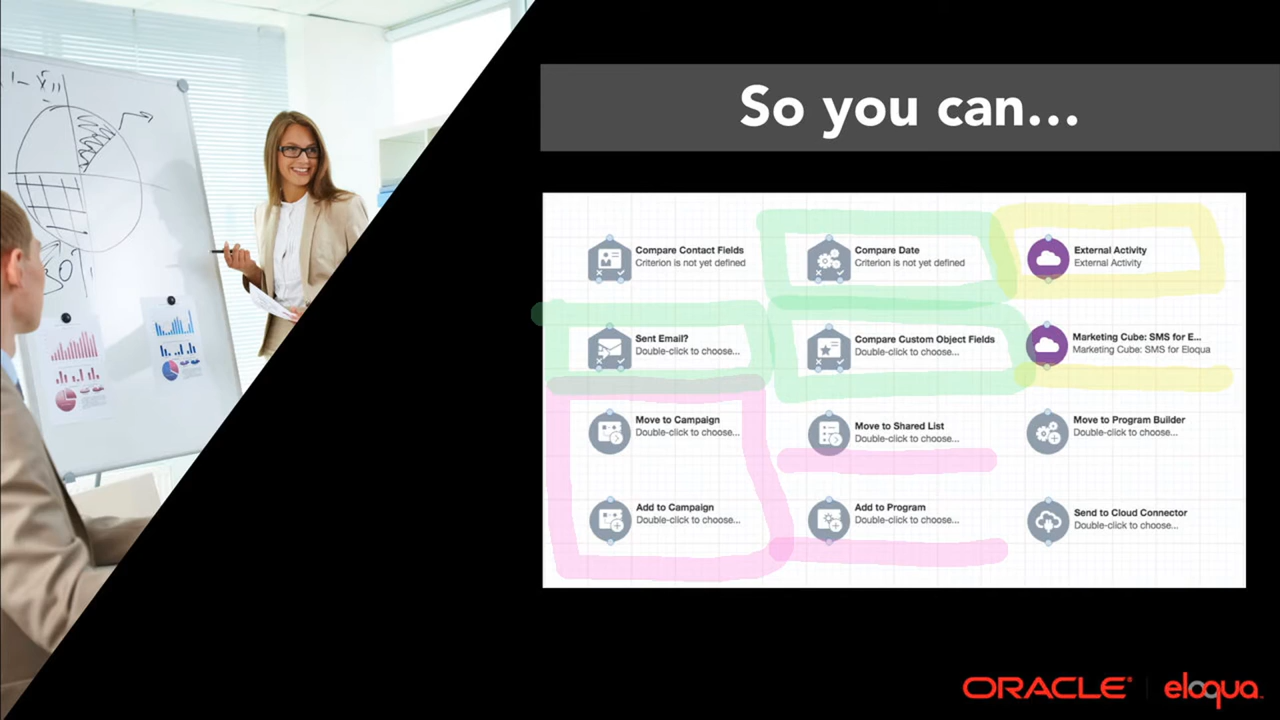 So you can...
Compare Contact Fields
Criterion is not yet defined
Compare Date
Criterion is not yet defined
External Activity
External Activity
Sent Email?
Double-click to choose...
Compare Custom Object Fields
Double-click to choose...
Marketing Cube: SMS for E...
Marketing Cube: SMS for Eloqua
Move to Campaign
Double-click to choose...
Move to Shared List
Double-click to choose...
Move to Program Builder
Double-click to choose...
Add to Campaign
Double-click to choose...
Add to Program
Double-click to choose...
Send to Cloud Connector
Double-click to choose...
ORACLE | eloqua